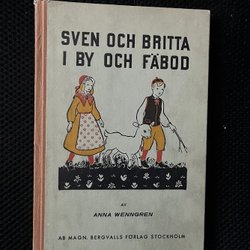 SVEN OCH BRITTA
I BY OCH FÄBOD
AV
ANNA WENNGREN
AB MAGN. BERGVALLS FÖRLAG STOCKHOLM